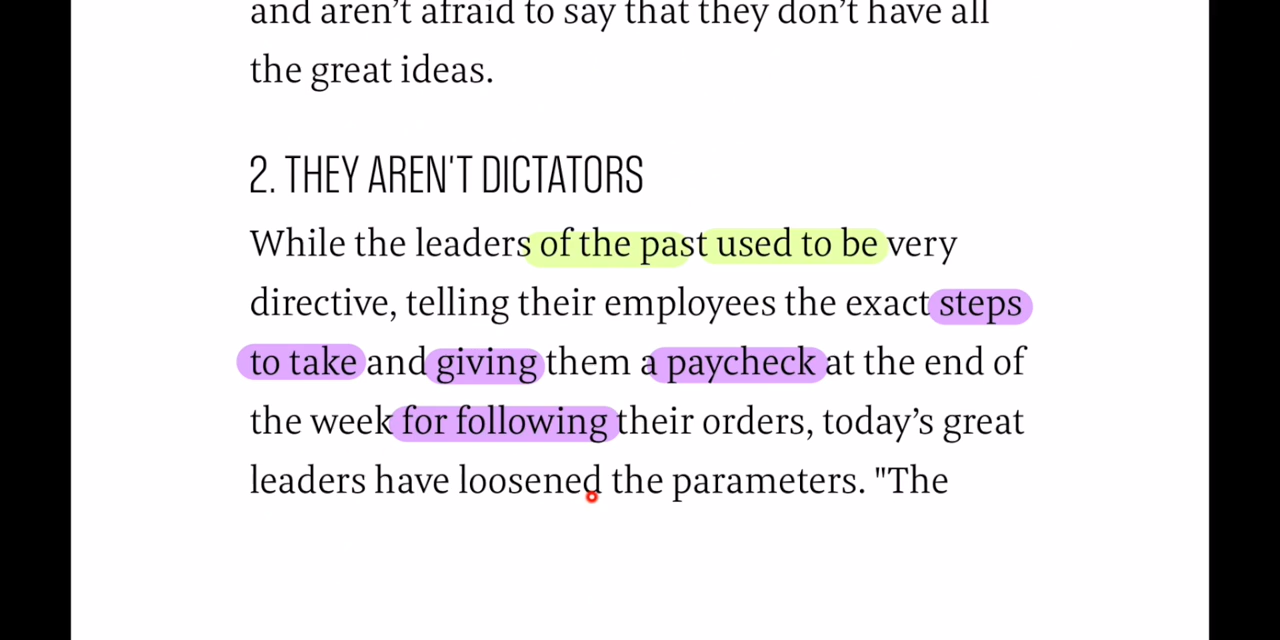 and aren’t afraid to say that they don’t have all
the great ideas.
2. THEY AREN'T DICTATORS
While the leaders of the past used to be very
directive, telling their employees the exact steps
to take and giving them a paycheck at the end of
the week for following their orders, today’s great
leaders have loosened the parameters. "The